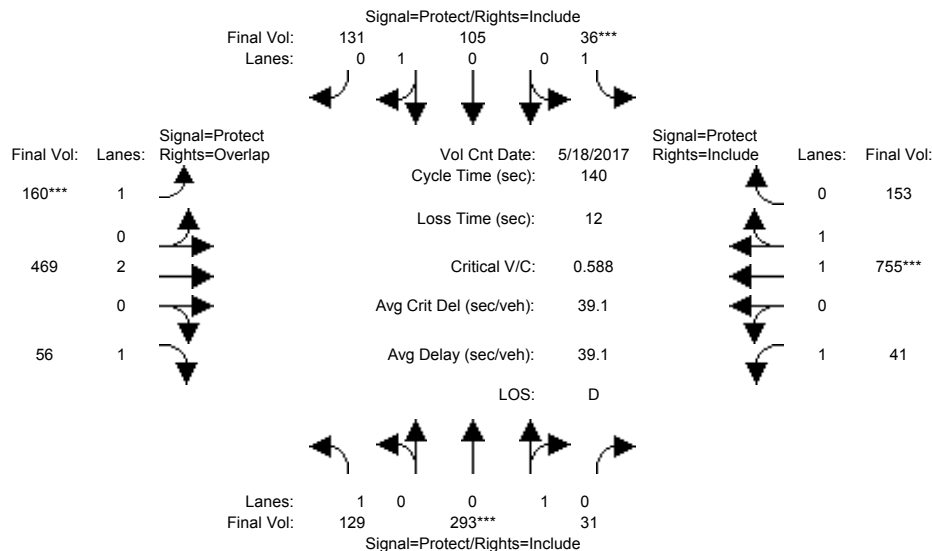 Signal=Protect/Rights=Include
Final Vol: 131 105 36***
Lanes: 0 1 0 0 1
Signal=Protect Signal=Protect
Final Vol: Lanes: Rights=Overlap Vol Cnt Date: 5/18/2017 Rights=Include Lanes: Final Vol:
Cycle Time (sec): 140
160*** 1 0 153
Loss Time (sec): 12
0 1
469 2 Critical V/C: 0.588 1 755***
0 Avg Crit Del (sec/veh): 39.1 0
56 1 Avg Delay (sec/veh): 39.1 1 41
LOS: D
Lanes: 1 0 0 1 0
Final Vol: 129 293*** 31
Signal=Protect/Rights=Include